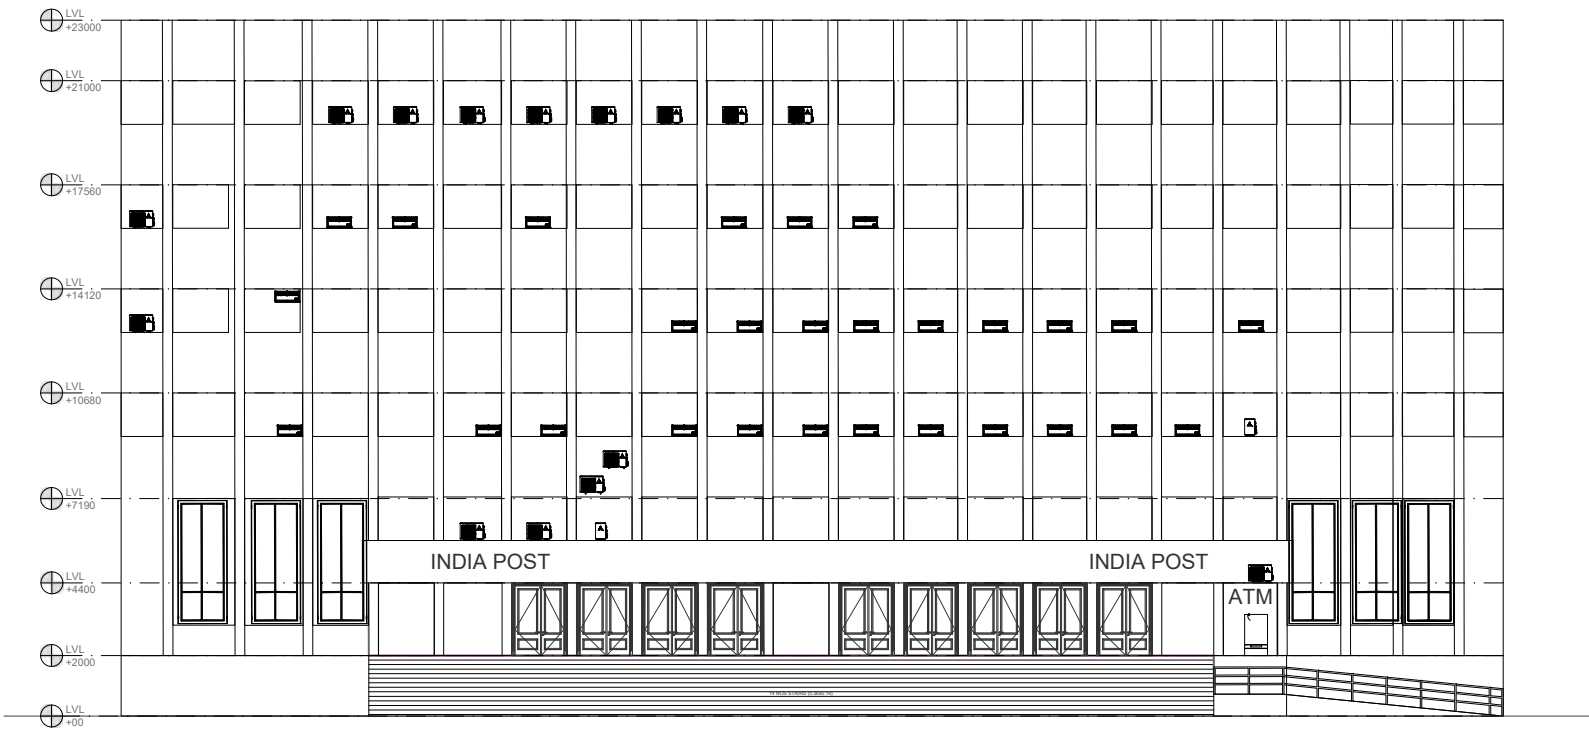 LVL
+23000
LVL
+21000
LVL
+17560
LVL
+14120
LVL
+10680
LVL
+7190
INDIA POST INDIA POST
LVL
+4400
ATM
LVL
+2000
LVL
+00